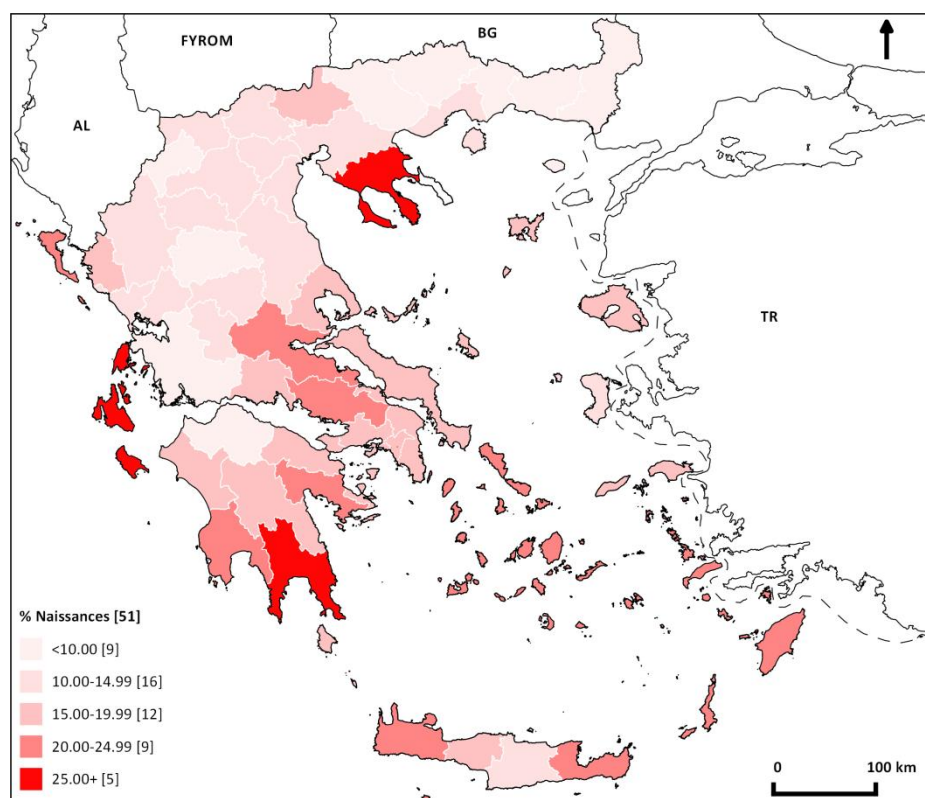 FYROM
BG
AL
TR
% Naissances [51]
<10.00 [9]
10.00-14.99 [16]
15.00-19.99 [12]
20.00-24.99 [9]
25.00+ [5]
0 100 km